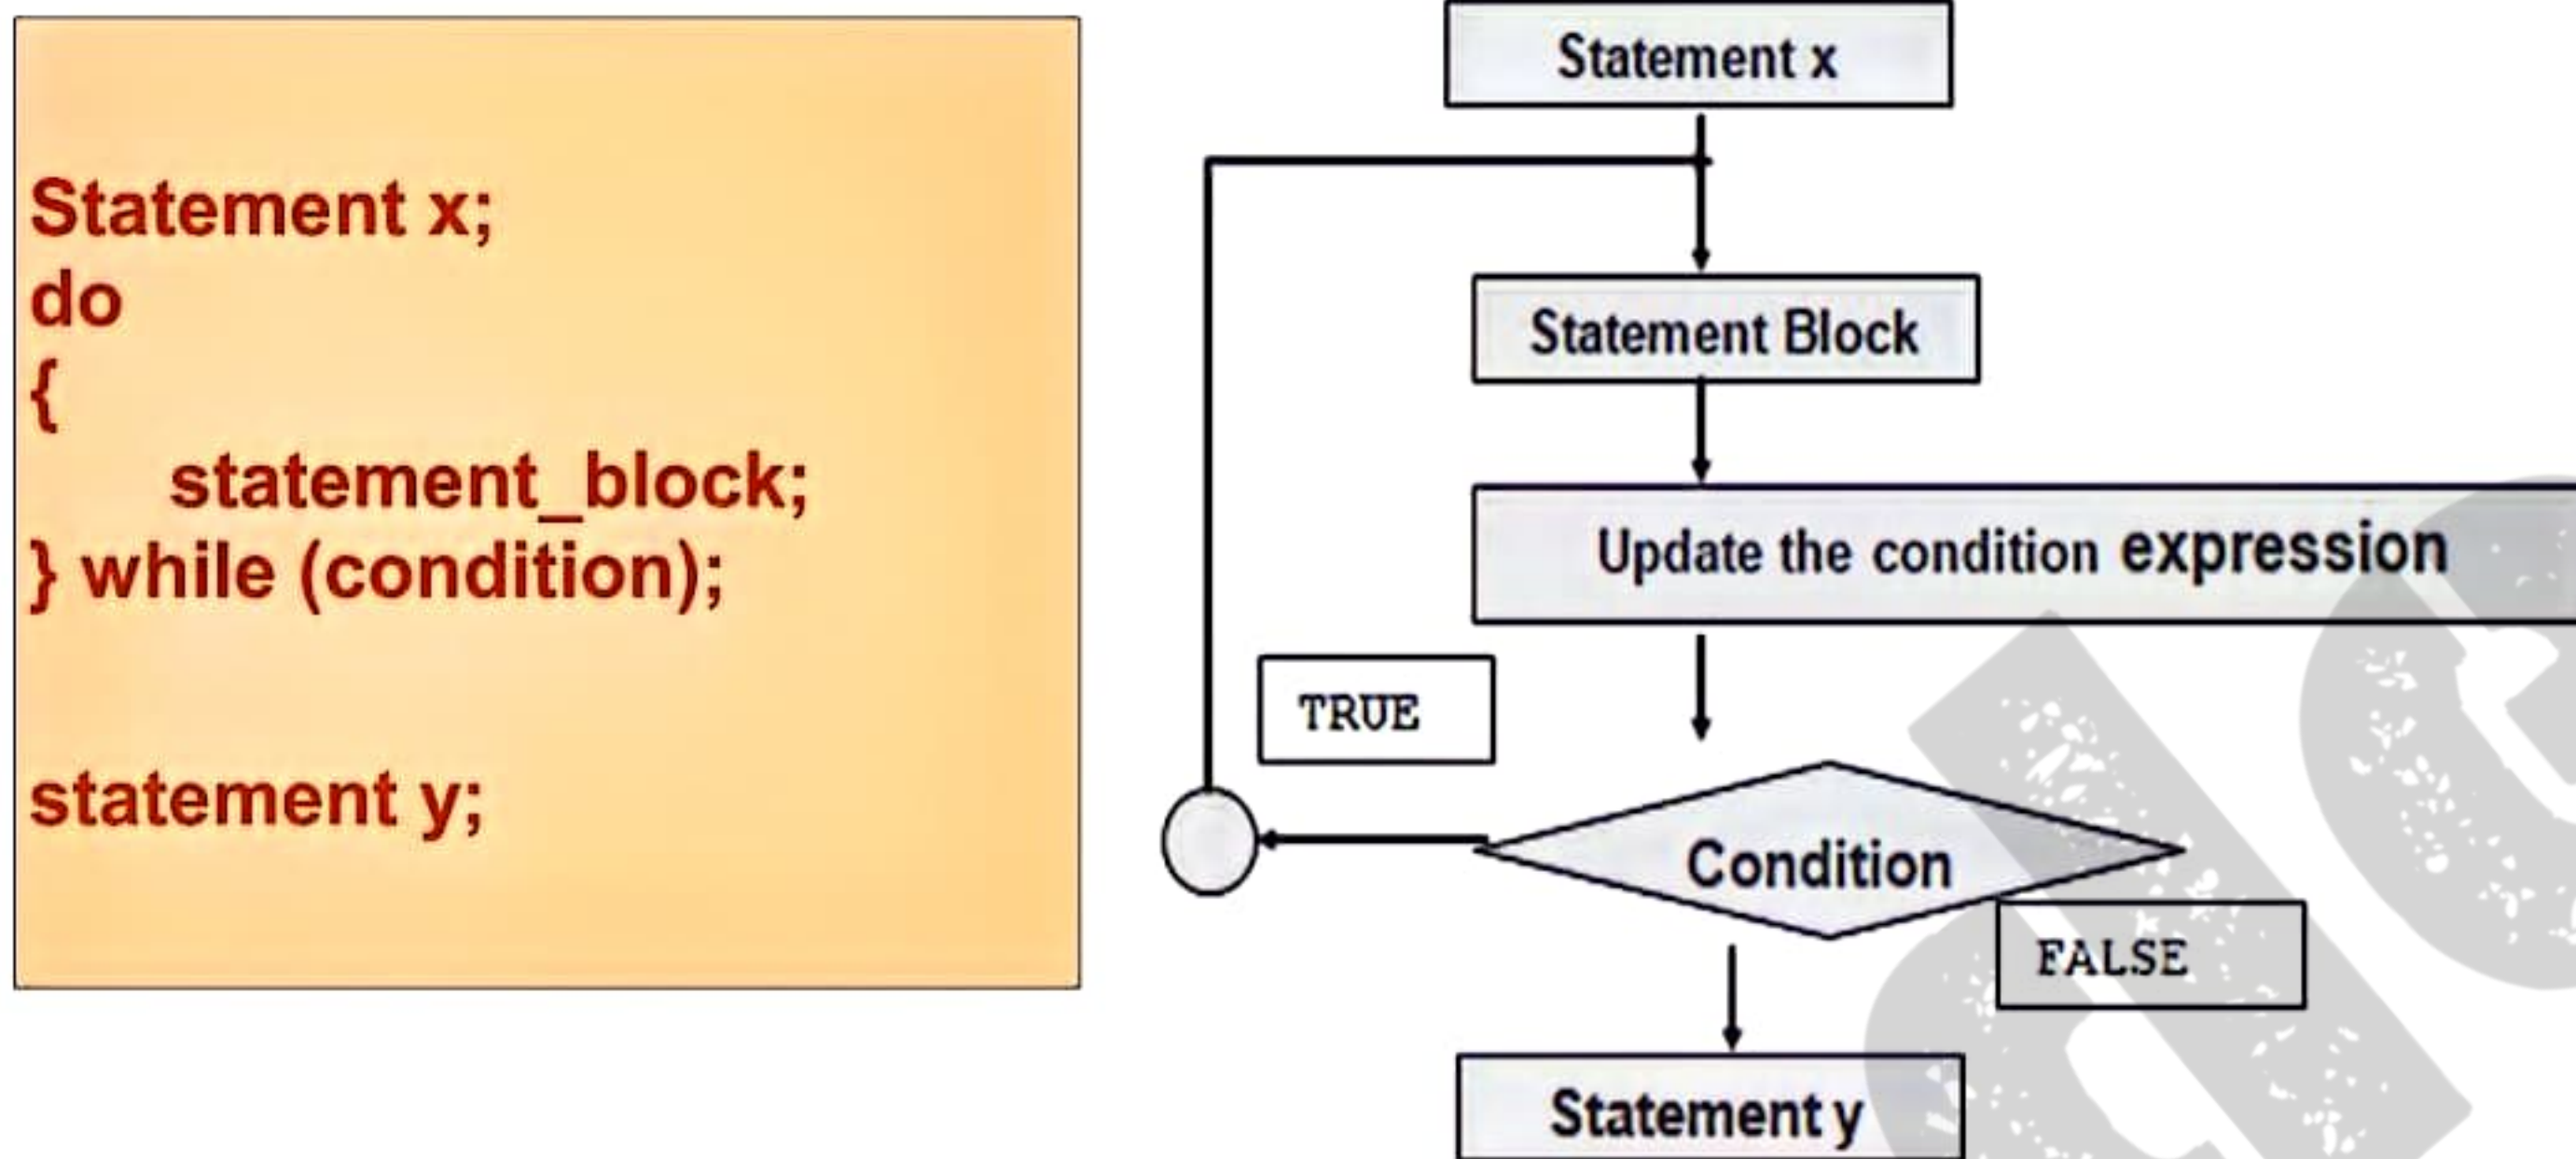 Statement x;
do
{
statement_block;
} while (condition);
statement y;
Statement x
Statement Block
Update the condition expression
TRUE
Condition
FALSE
Statement y